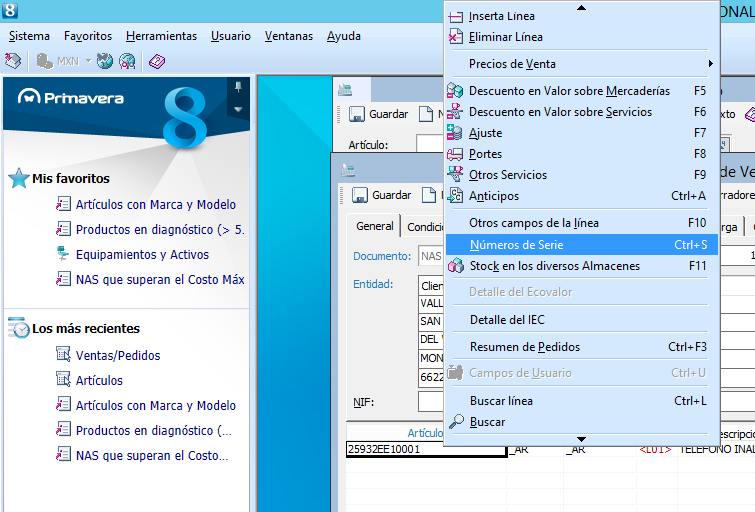 8
ONAL
Sistema Favoritos Herramientas Usuario Ventanas Ayuda
MXN
PRIMAVERA 8
Mis favoritos
Artículos con Marca y Modelo
Productos en diagnóstico (> 5.
Equipamientos y Activos
NAS que superan el Costo Máx
Los más recientes
Ventas/Pedidos
Artículos
Artículos con Marca y Modelo
Productos en diagnóstico (...
NAS que superan el Costo...
Guardar N
Artículo:
xto
de Ve
Guardar
rradore
General Condicio
rga
Documento: NAS
1
Entidad:
Clien
VALL
SAN
DEL
MON
6622
NIF:
Artículo
escripció
25932EE10001 _AR _AR <L01> TELEFONO INAL
Inserta Línea
Eliminar Línea
Precios de Venta
Descuento en Valor sobre Mercaderías F5
Descuento en Valor sobre Servicios F6
Ajuste F7
Portes F8
Otros Servicios F9
Anticipos Ctrl+A
Otros campos de la línea F10
Números de Serie Ctrl+S
Stock en los diversos Almacenes F11
Detalle del Ecovalor
Detalle del IEC
Resumen de Pedidos Ctrl+F3
Campos de Usuario Ctrl+U
Buscar línea Ctrl+L
Buscar